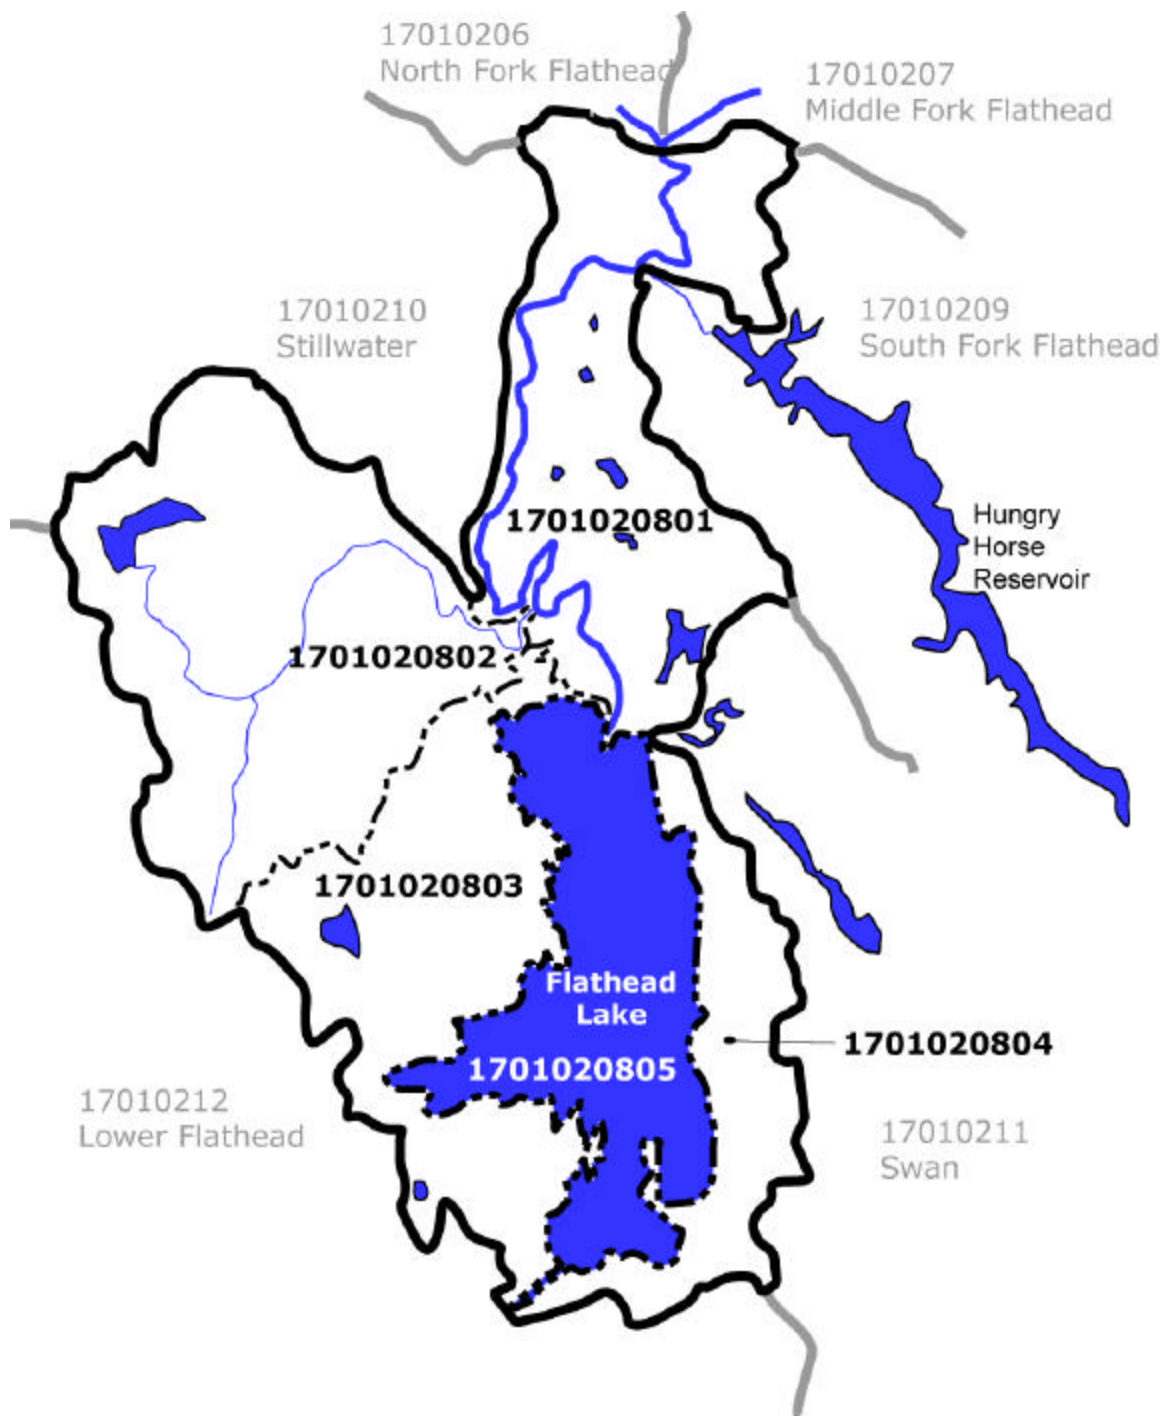 17010206
North Fork Flathead
17010207
Middle Fork Flathead
17010210
Stillwater
17010209
South Fork Flathead
1701020801
Hungry
Horse
Reservoir
1701020802
1701020803
Flathead
Lake
1701020804
1701020805
17010212
Lower Flathead
17010211
Swan